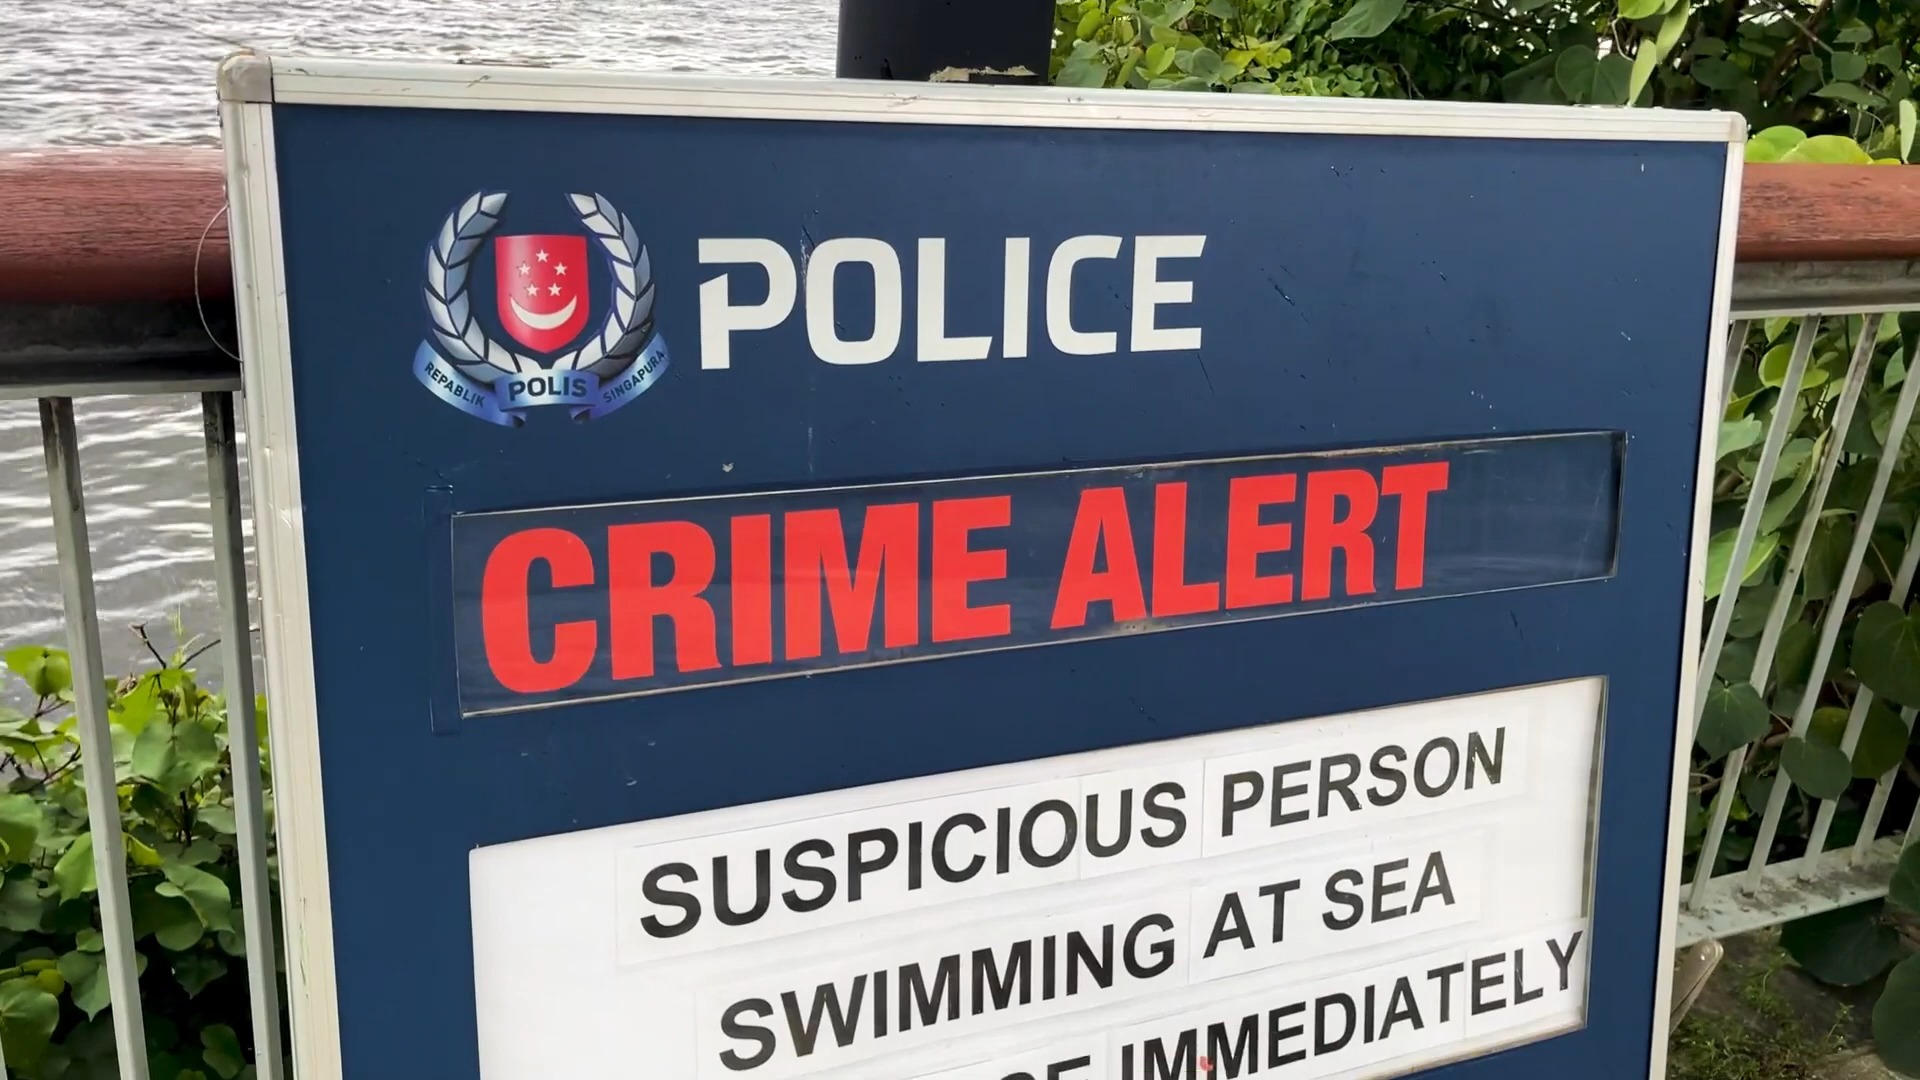 POLICE
REPABLIK POLIS SINGAPURA
CRIME ALERT
SUSPICIOUS PERSON
SWIMMING AT SEA
IMMEDIATELY